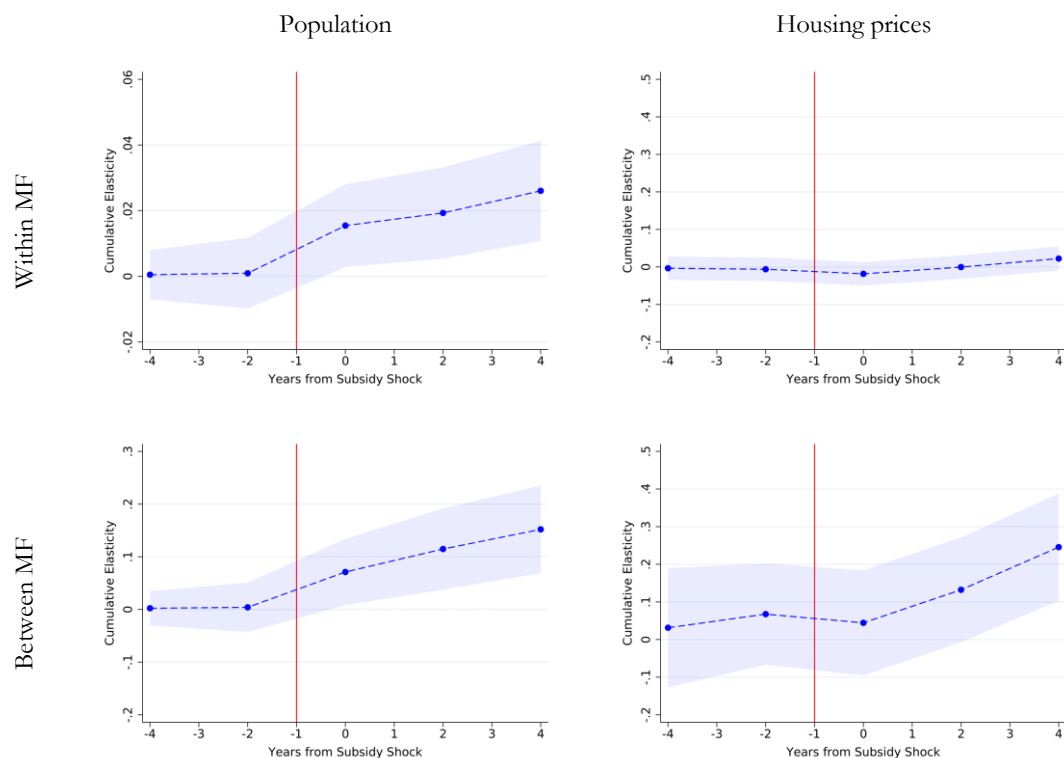 Population
Housing prices
Within MF
Cumulative Elasticity
.06
.04
.02
0
-.02
-4 -3 -2 -1 0 1 2 3 4
Years from Subsidy Shock
Cumulative Elasticity
.5
.4
.3
.2
.1
0
-.1
-.2
-4 -3 -2 -1 0 1 2 3 4
Years from Subsidy Shock
Between MF
Cumulative Elasticity
.3
.2
.1
0
-.1
-.2
-4 -3 -2 -1 0 1 2 3 4
Years from Subsidy Shock
Cumulative Elasticity
.5
.4
.3
.2
.1
0
-.1
-.2
-4 -3 -2 -1 0 1 2 3 4
Years from Subsidy Shock